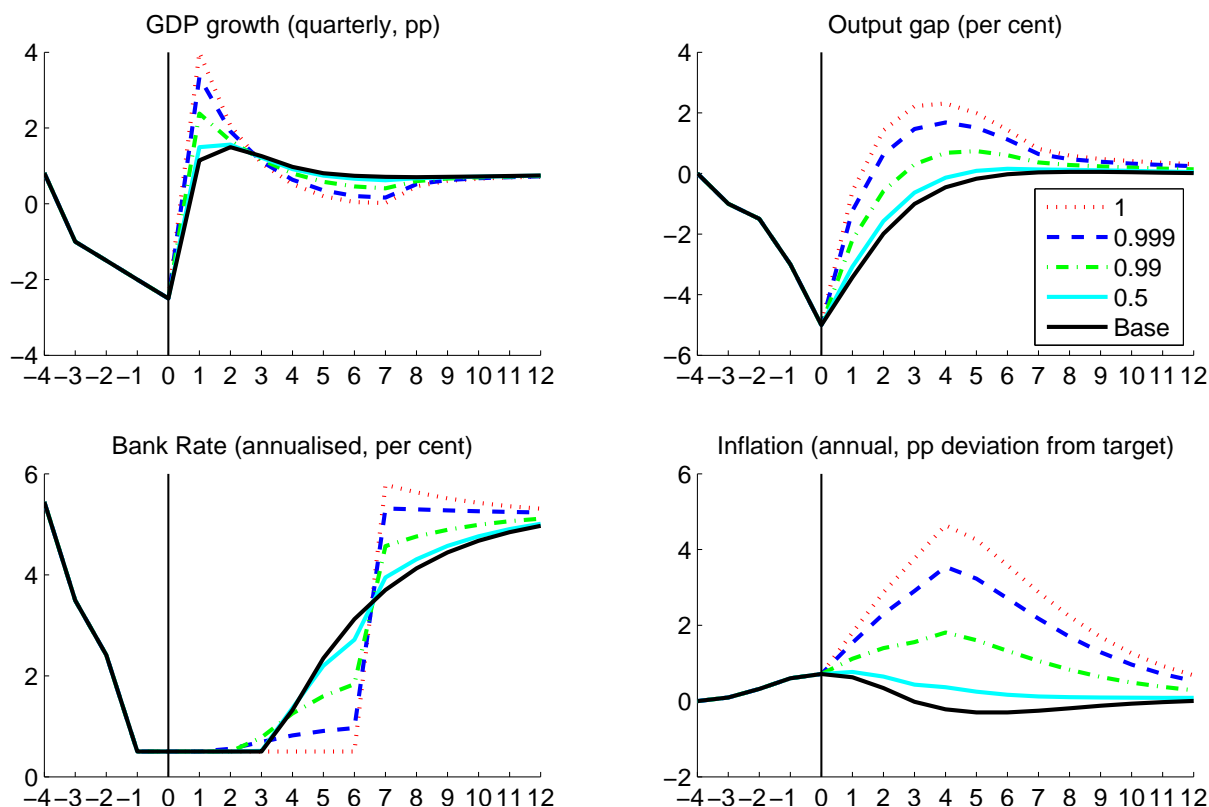 GDP growth (quarterly, pp)
4
2
0
−2
−4
−4 −3 −2 −1 0 1 2 3 4 5 6 7 8 9 10 11 12
Output gap (per cent)
4
2
0
−2
−4
−6
−4 −3 −2 −1 0 1 2 3 4 5 6 7 8 9 10 11 12
1
0.999
0.99
0.5
Base
Bank Rate (annualised, per cent)
6
4
2
0
−4 −3 −2 −1 0 1 2 3 4 5 6 7 8 9 10 11 12
Inflation (annual, pp deviation from target)
6
4
2
0
−2
−4 −3 −2 −1 0 1 2 3 4 5 6 7 8 9 10 11 12